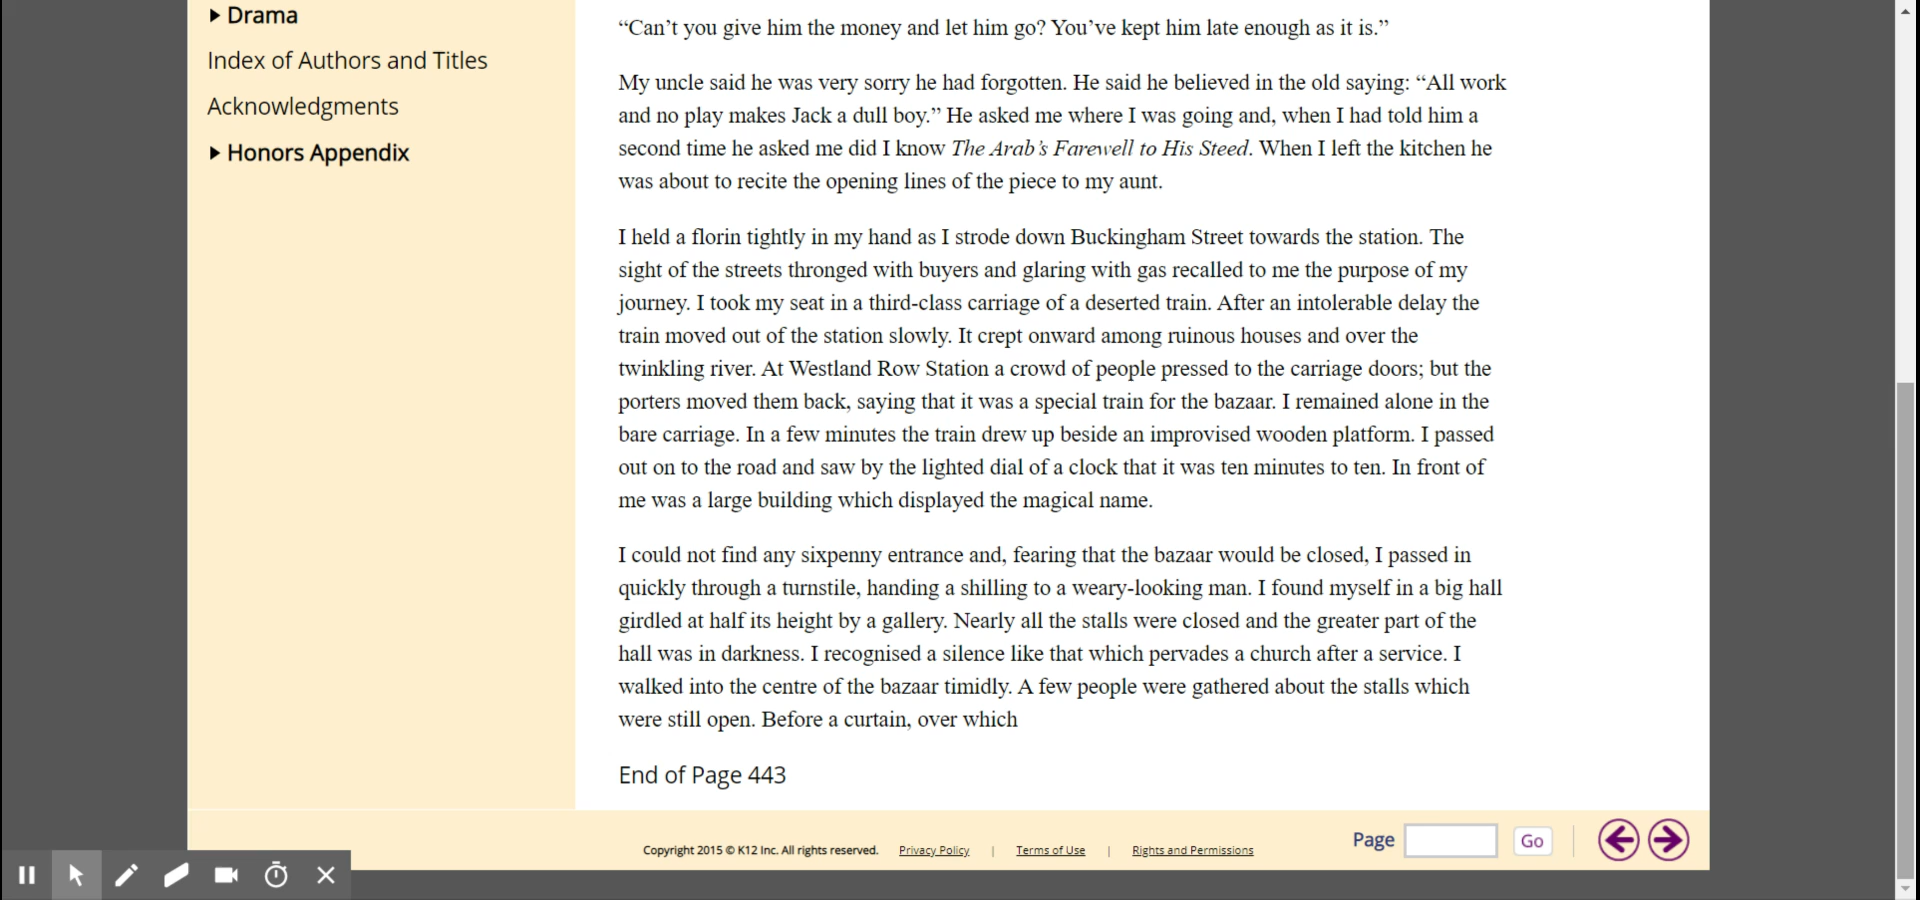 Drama
Index of Authors and Titles
Acknowledgments
Honors Appendix
“Can’t you give him the money and let him go? You’ve kept him late enough as it is.”
My uncle said he was very sorry he had forgotten. He said he believed in the old saying: “All work
and no play makes Jack a dull boy.” He asked me where I was going and, when I had told him a
second time he asked me did I know The Arab’s Farewell to His Steed. When I left the kitchen he
was about to recite the opening lines of the piece to my aunt.
I held a florin tightly in my hand as I strode down Buckingham Street towards the station. The
sight of the streets thronged with buyers and glaring with gas recalled to me the purpose of my
journey. I took my seat in a third-class carriage of a deserted train. After an intolerable delay the
train moved out of the station slowly. It crept onward among ruinous houses and over the
twinkling river. At Westland Row Station a crowd of people pressed to the carriage doors; but the
porters moved them back, saying that it was a special train for the bazaar. I remained alone in the
bare carriage. In a few minutes the train drew up beside an improvised wooden platform. I passed
out on to the road and saw by the lighted dial of a clock that it was ten minutes to ten. In front of
me was a large building which displayed the magical name.
I could not find any sixpenny entrance and, fearing that the bazaar would be closed, I passed in
quickly through a turnstile, handing a shilling to a weary-looking man. I found myself in a big hall
girdled at half its height by a gallery. Nearly all the stalls were closed and the greater part of the
hall was in darkness. I recognised a silence like that which pervades a church after a service. I
walked into the centre of the bazaar timidly. A few people were gathered about the stalls which
were still open. Before a curtain, over which
End of Page 443
Page Go
Copyright 2015 © K12 Inc. All rights reserved. Privacy Policy | Terms of Use | Rights and Permissions